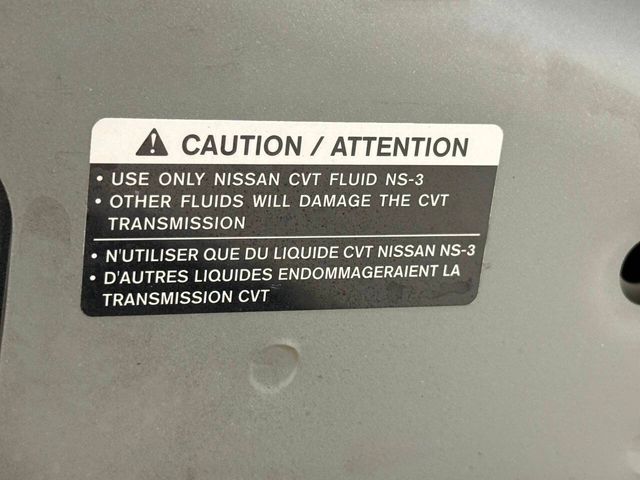 CAUTION / ATTENTION
• USE ONLY NISSAN CVT FLUID NS-3
• OTHER FLUIDS WILL DAMAGE THE CVT
TRANSMISSION
• N'UTILISER QUE DU LIQUIDE CVT NISSAN NS-3
• D'AUTRES LIQUIDES ENDOMMAGERAIENT LA
TRANSMISSION CVT